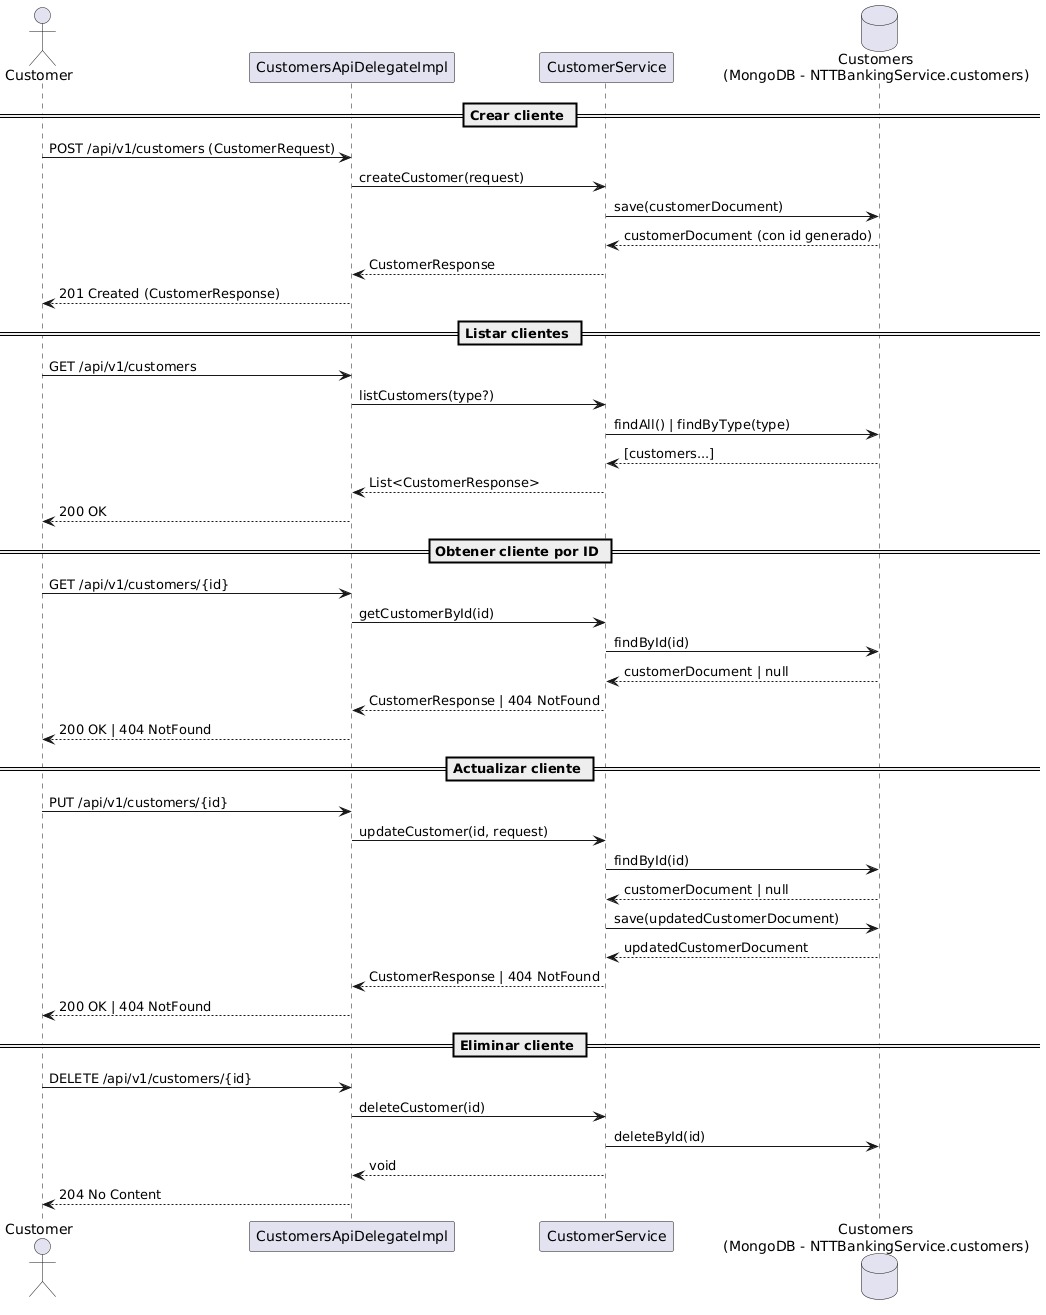 Customer
CustomersApiDelegateImpl
CustomerService
Customers
(MongoDB - NTTBankingService.customers)
Crear cliente
POST /api/v1/customers (CustomerRequest)
createCustomer(request)
save(customerDocument)
customerDocument (con id generado)
CustomerResponse
201 Created (CustomerResponse)
Listar clientes
GET /api/v1/customers
listCustomers(type?)
findAll() | findByType(type)
[customers...]
List<CustomerResponse>
200 OK
Obtener cliente por ID
GET /api/v1/customers/{id}
getCustomerById(id)
findById(id)
customerDocument | null
CustomerResponse | 404 NotFound
200 OK | 404 NotFound
Actualizar cliente
PUT /api/v1/customers/{id}
updateCustomer(id, request)
findById(id)
customerDocument | null
save(updatedCustomerDocument)
updatedCustomerDocument
CustomerResponse | 404 NotFound
200 OK | 404 NotFound
Eliminar cliente
DELETE /api/v1/customers/{id}
deleteCustomer(id)
deleteById(id)
void
204 No Content
Customer
CustomersApiDelegateImpl
CustomerService
Customers
(MongoDB - NTTBankingService.customers)